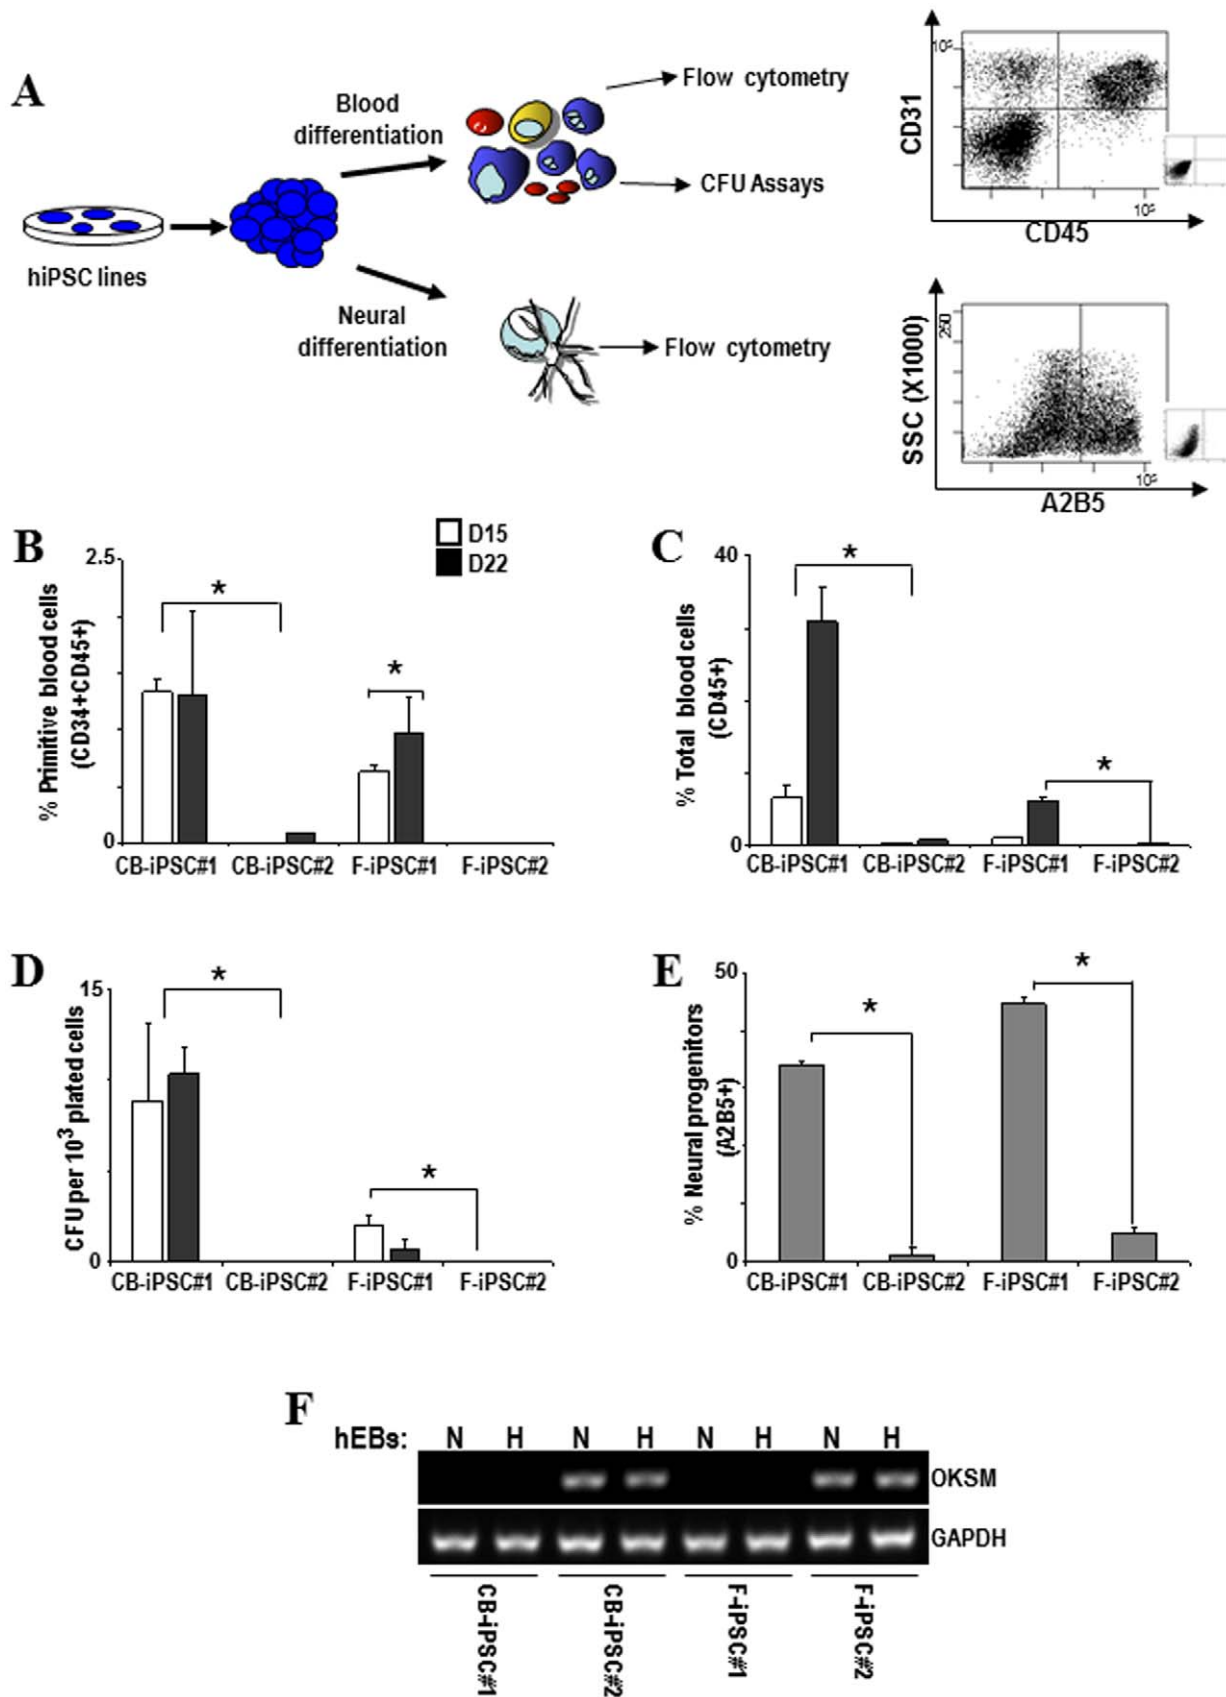 A
Blood
differentiation
Flow cytometry
CFU Assays
hiPSC lines
Neural
differentiation
Flow cytometry
CD31
10⁵
10⁵
CD45
SSC (X1000)
250
10⁵
A2B5
B
D15
D22
% Primitive blood cells
(CD34+CD45+)
2.5
0
*
*
CB-iPSC#1 CB-iPSC#2 F-iPSC#1 F-iPSC#2
C
% Total blood cells
(CD45+)
40
0
*
*
CB-iPSC#1 CB-iPSC#2 F-iPSC#1 F-iPSC#2
D
CFU per 10³ plated cells
15
0
*
*
CB-iPSC#1 CB-iPSC#2 F-iPSC#1 F-iPSC#2
E
% Neural progenitors
(A2B5+)
50
0
*
*
CB-iPSC#1 CB-iPSC#2 F-iPSC#1 F-iPSC#2
F
hEBs: N H N H N H N H
OKSM
GAPDH
CB-iPSC#1
CB-iPSC#2
F-iPSC#1
F-iPSC#2